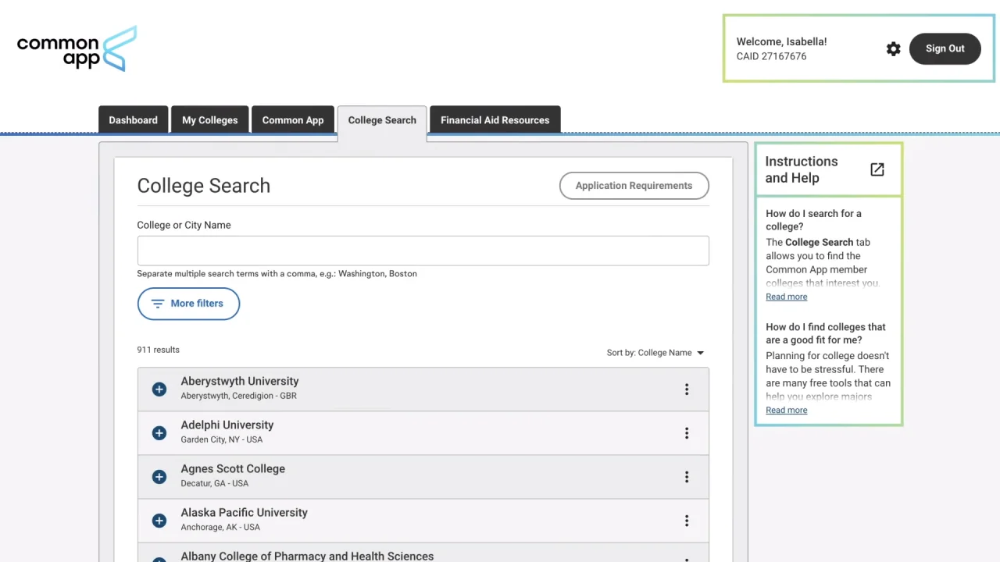 common
app
Welcome, Isabella!
CAID 27167676
Sign Out
Dashboard
My Colleges
Common App
College Search
Financial Aid Resources
College Search
Application Requirements
College or City Name
Separate multiple search terms with a comma, e.g.: Washington, Boston
More filters
911 results
Sort by: College Name
Aberystwyth University
Aberystwyth, Ceredigion - GBR
Adelphi University
Garden City, NY - USA
Agnes Scott College
Decatur, GA - USA
Alaska Pacific University
Anchorage, AK - USA
Albany College of Pharmacy and Health Sciences
Instructions
and Help
How do I search for a
college?
The College Search tab
allows you to find the
Common App member
colleges that interest you.
Read more
How do I find colleges that
are a good fit for me?
Planning for college doesn't
have to be stressful. There
are many free tools that can
help you explore majors
Read more